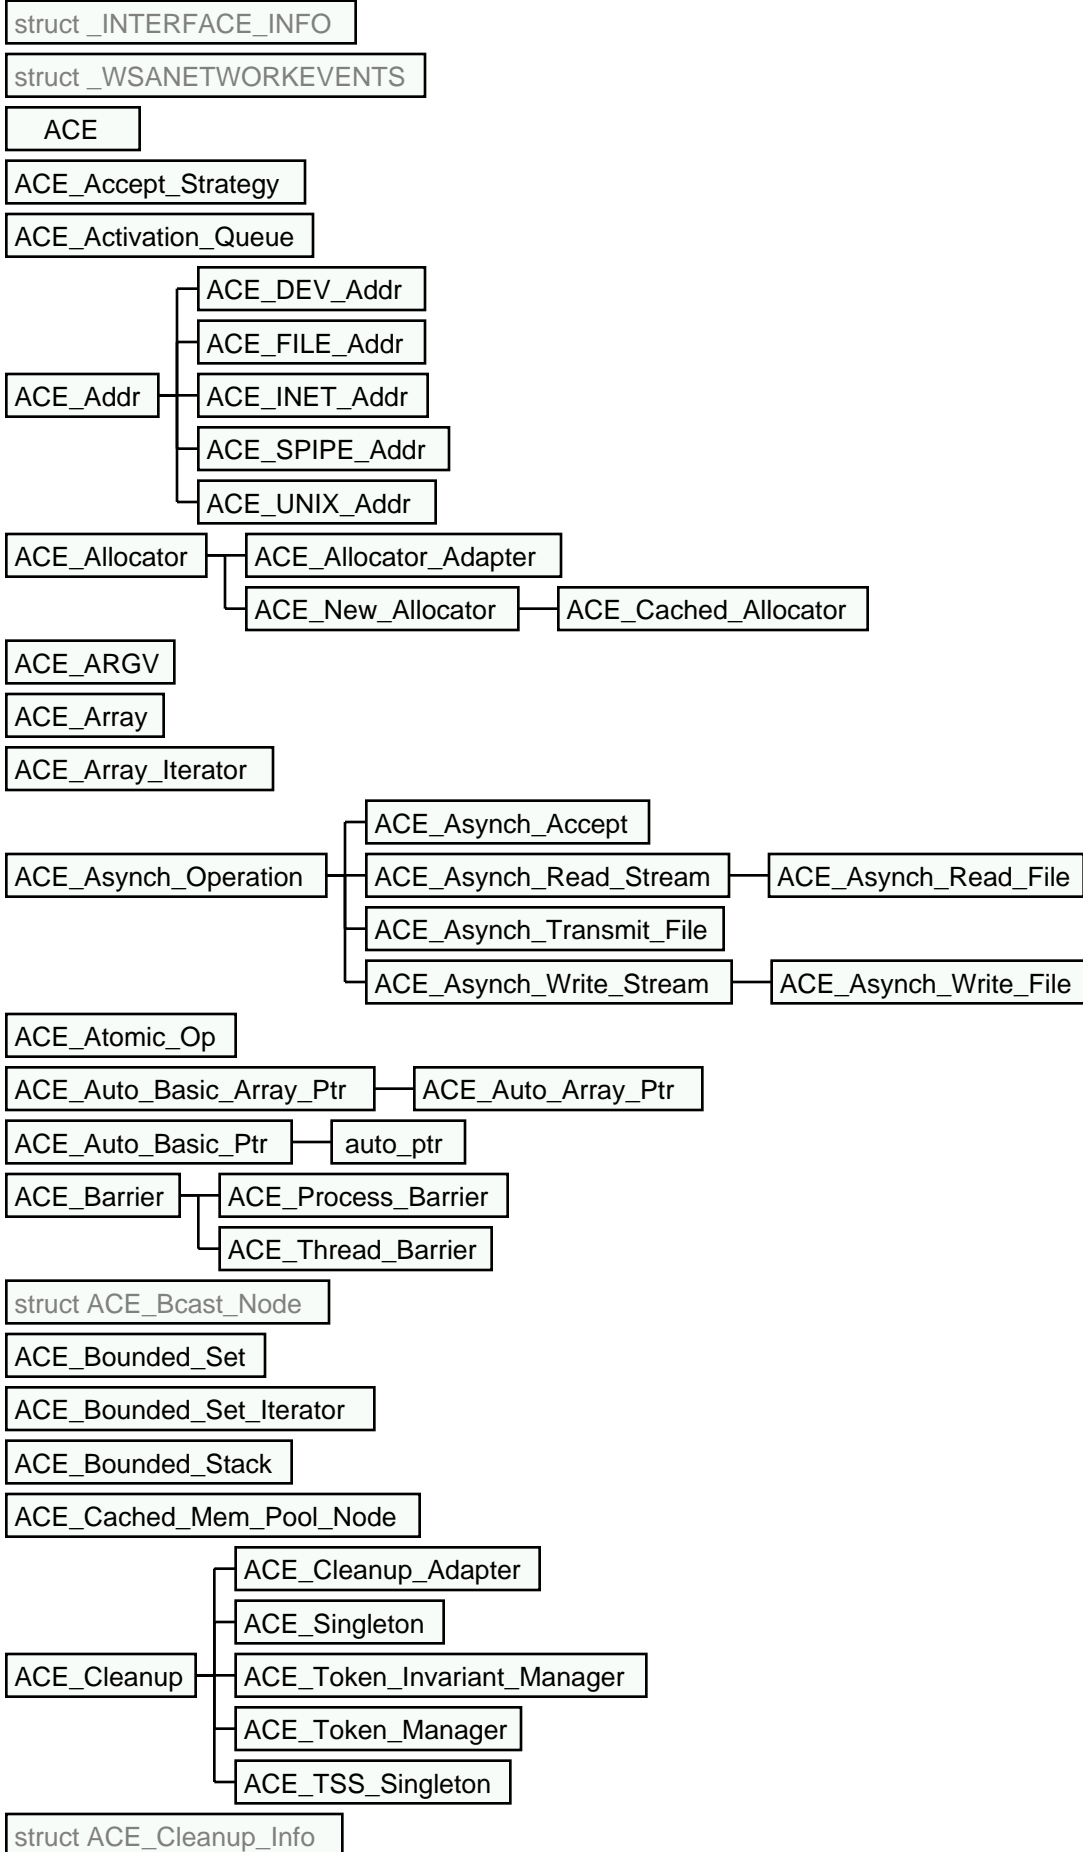 struct _INTERFACE_INFO
struct _WSANETWORKEVENTS
ACE
ACE_Accept_Strategy
ACE_Activation_Queue
ACE_DEV_Addr
ACE_FILE_Addr
ACE_Addr ACE_INET_Addr
ACE_SPIPE_Addr
ACE_UNIX_Addr
ACE_Allocator ACE_Allocator_Adapter
ACE_New_Allocator ACE_Cached_Allocator
ACE_ARGV
ACE_Array
ACE_Array_Iterator
ACE_Asynch_Accept
ACE_Asynch_Operation ACE_Asynch_Read_Stream ACE_Asynch_Read_File
ACE_Asynch_Transmit_File
ACE_Asynch_Write_Stream ACE_Asynch_Write_File
ACE_Atomic_Op
ACE_Auto_Basic_Array_Ptr ACE_Auto_Array_Ptr
ACE_Auto_Basic_Ptr auto_ptr
ACE_Barrier ACE_Process_Barrier
ACE_Thread_Barrier
struct ACE_Bcast_Node
ACE_Bounded_Set
ACE_Bounded_Set_Iterator
ACE_Bounded_Stack
ACE_Cached_Mem_Pool_Node
ACE_Cleanup_Adapter
ACE_Singleton
ACE_Cleanup ACE_Token_Invariant_Manager
ACE_Token_Manager
ACE_TSS_Singleton
struct ACE_Cleanup_Info